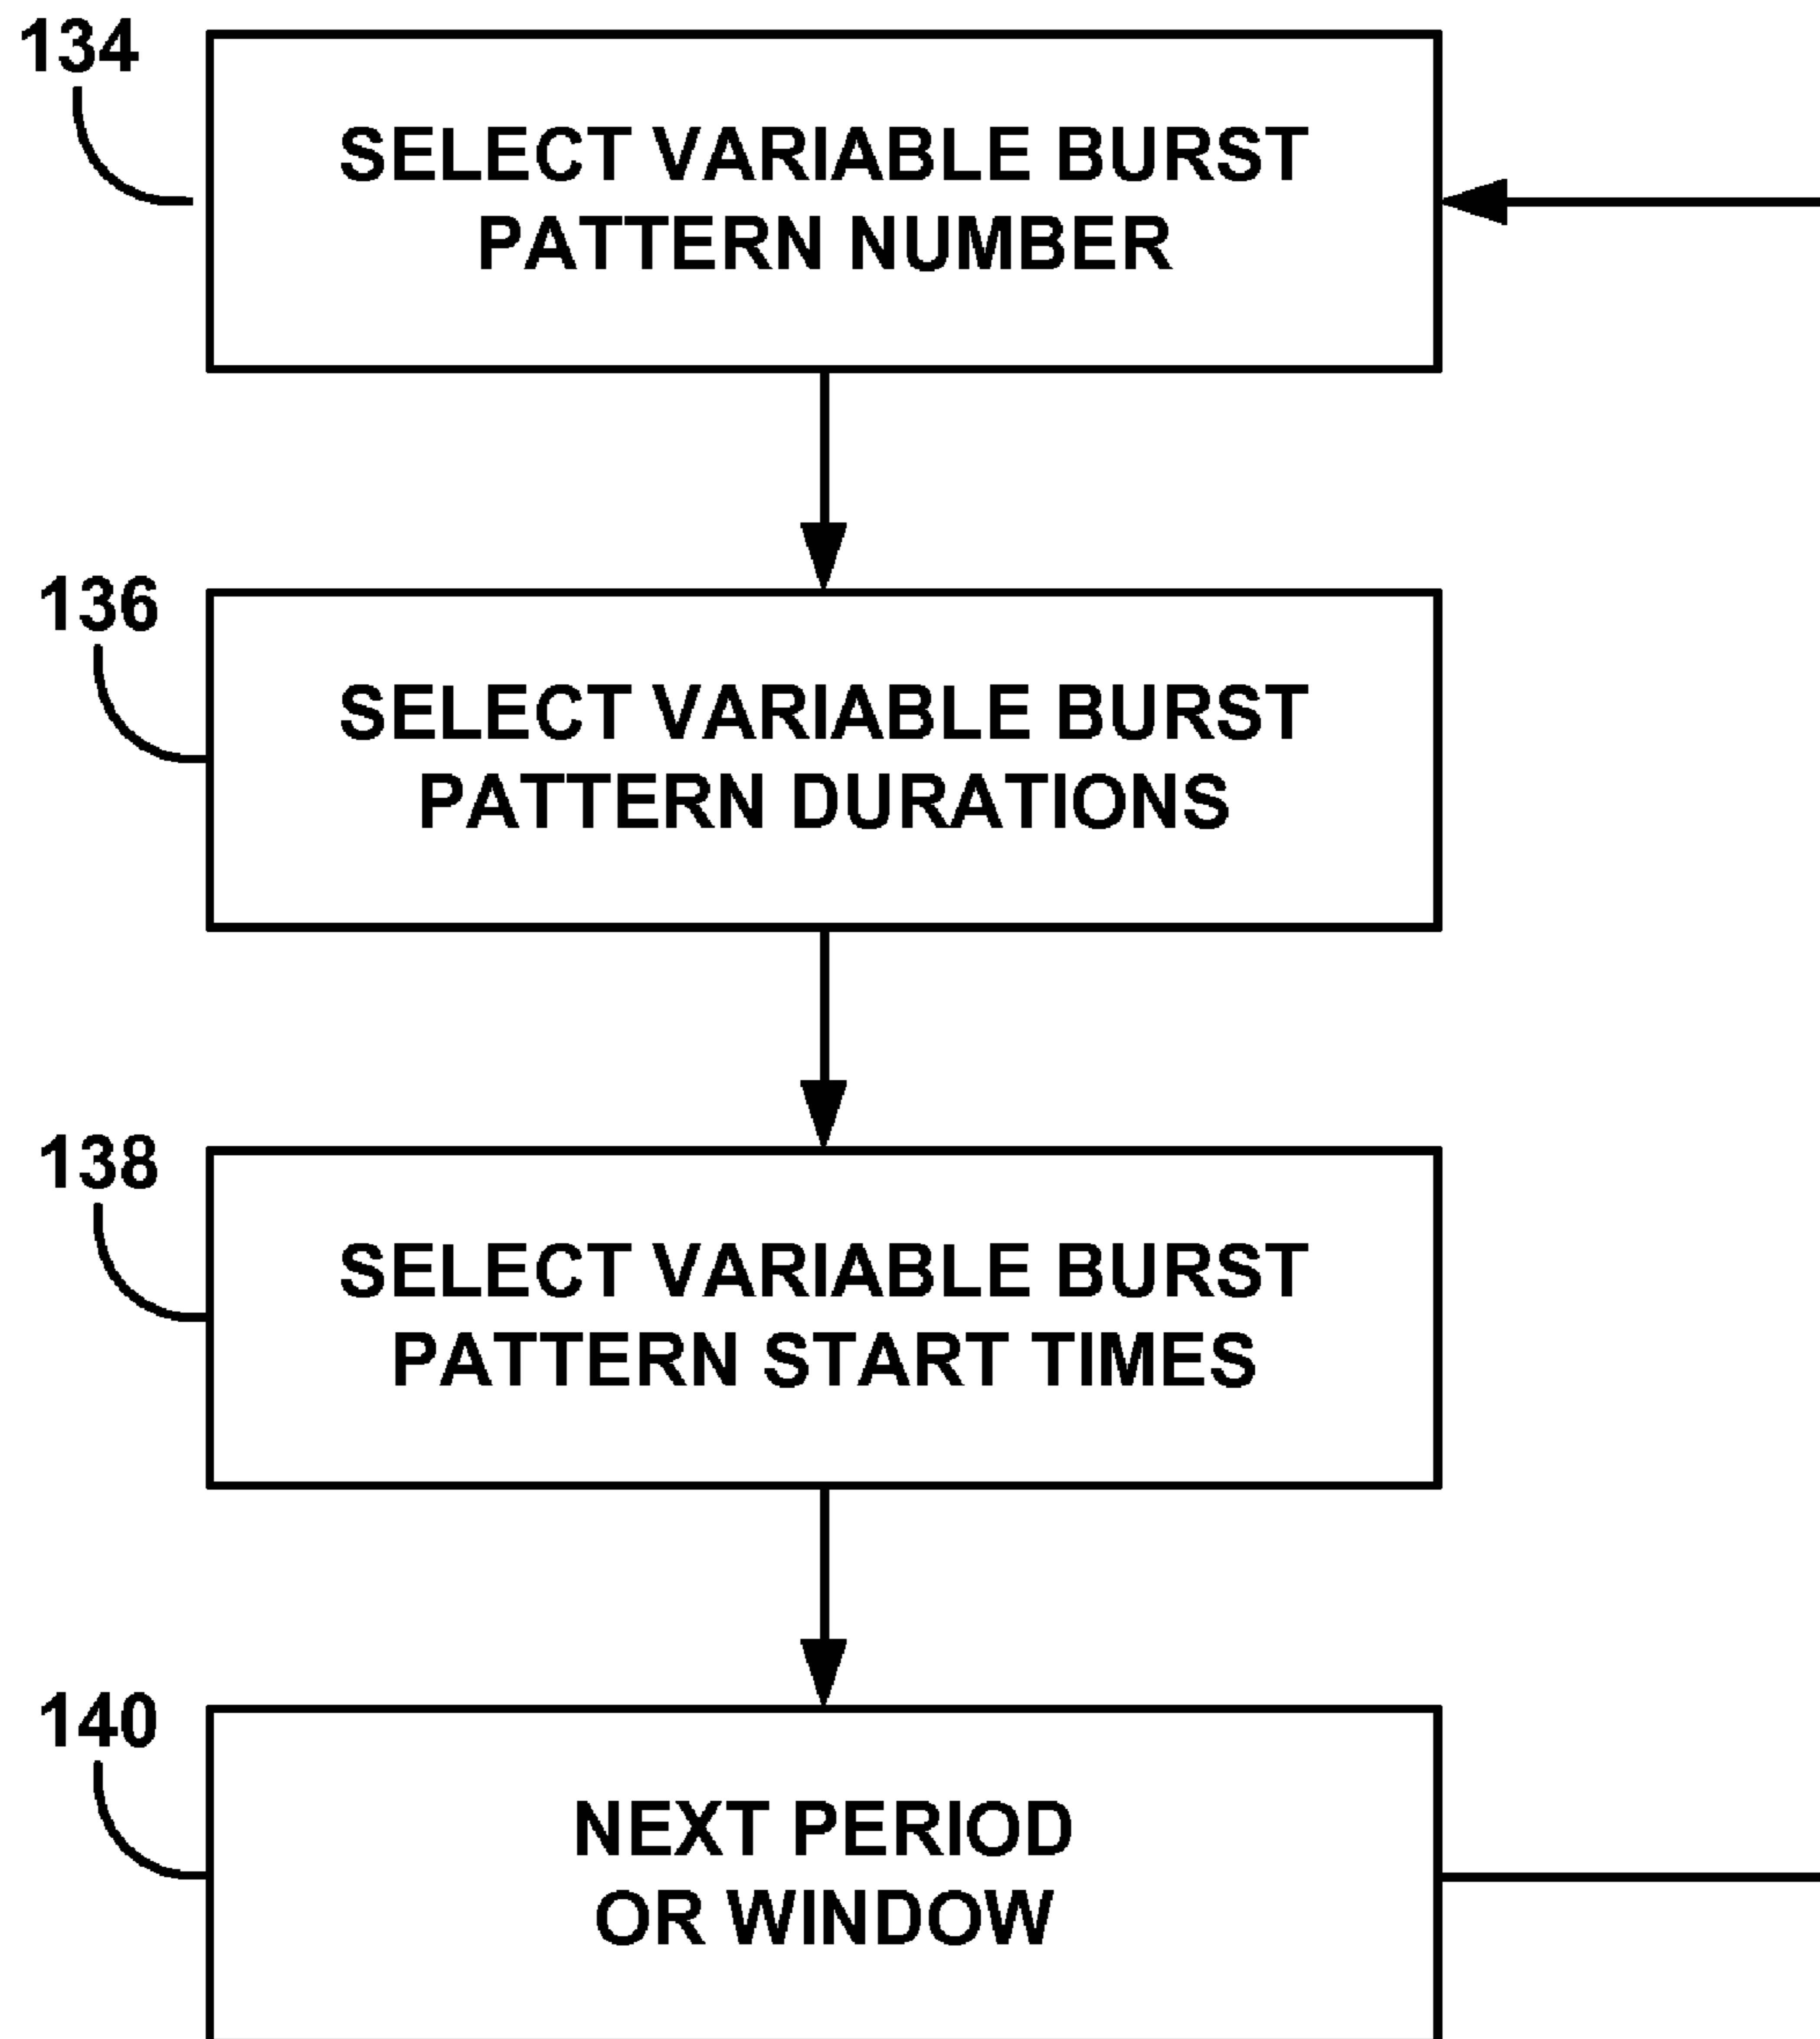 134
SELECT VARIABLE BURST
PATTERN NUMBER
136
SELECT VARIABLE BURST
PATTERN DURATIONS
138
SELECT VARIABLE BURST
PATTERN START TIMES
140
NEXT PERIOD
OR WINDOW